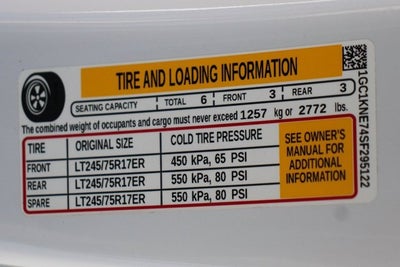 TIRE AND LOADING INFORMATION
SEATING CAPACITY TOTAL 6 FRONT 3 REAR 3
The combined weight of occupants and cargo must never exceed 1257 kg or 2772 lbs.
TIRE ORIGINAL SIZE COLD TIRE PRESSURE
FRONT LT245/75R17ER 450 kPa, 65 PSI
REAR LT245/75R17ER 550 kPa, 80 PSI
SPARE LT245/75R17ER 550 kPa, 80 PSI
SEE OWNER'S
MANUAL FOR
ADDITIONAL
INFORMATION
1GC1KNE74SF295122